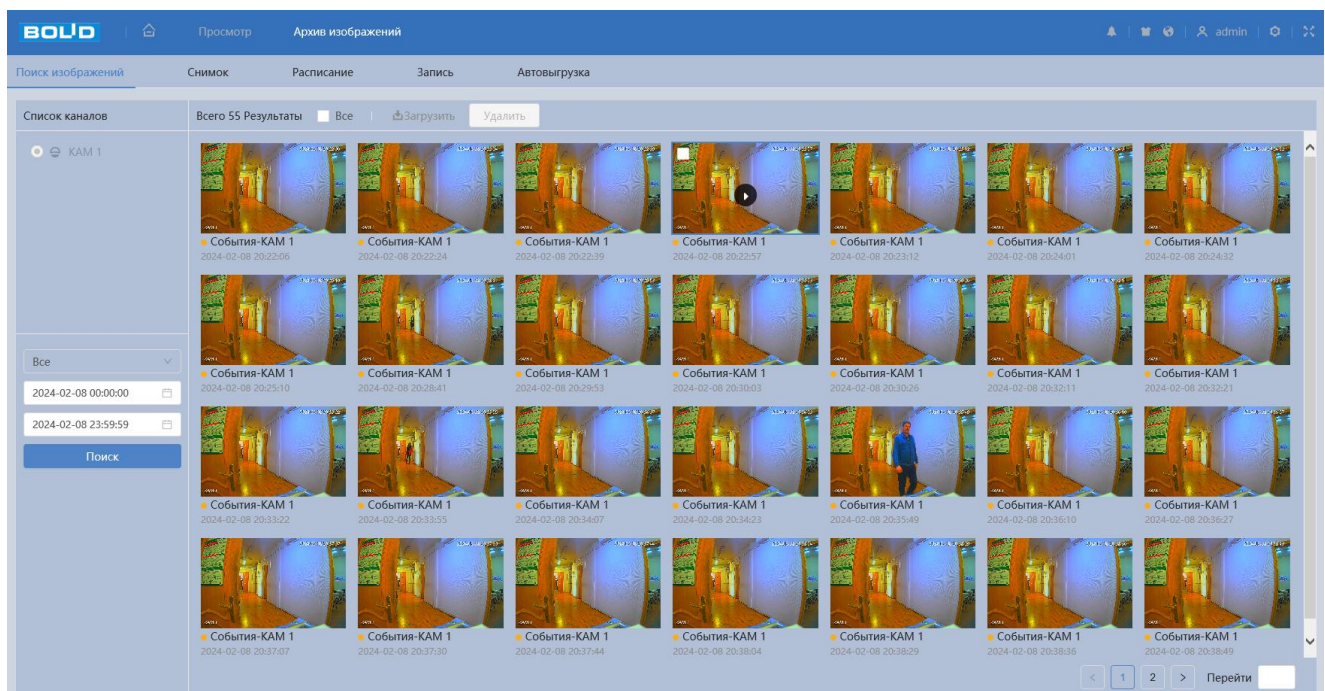 BOLID Просмотр Архив изображений admin
Поиск изображений Снимок Расписание Запись Автовыгрузка
Список каналов
KAM 1
Все
2024-02-08 00:00:00
2024-02-08 23:59:59
Поиск
Всего 55 Результаты Все Загрузить Удалить
События-КАМ 1 События-КАМ 1 События-КАМ 1 События-КАМ 1 События-КАМ 1 События-КАМ 1 События-КАМ 1
2024-02-08 20:22:06 2024-02-08 20:22:24 2024-02-08 20:22:39 2024-02-08 20:22:57 2024-02-08 20:23:12 2024-02-08 20:24:01 2024-02-08 20:24:32
События-КАМ 1 События-КАМ 1 События-КАМ 1 События-КАМ 1 События-КАМ 1 События-КАМ 1 События-КАМ 1
2024-02-08 20:25:10 2024-02-08 20:28:41 2024-02-08 20:29:53 2024-02-08 20:30:03 2024-02-08 20:30:26 2024-02-08 20:32:11 2024-02-08 20:32:21
События-КАМ 1 События-КАМ 1 События-КАМ 1 События-КАМ 1 События-КАМ 1 События-КАМ 1 События-КАМ 1
2024-02-08 20:33:22 2024-02-08 20:33:55 2024-02-08 20:34:07 2024-02-08 20:34:23 2024-02-08 20:35:49 2024-02-08 20:36:10 2024-02-08 20:36:27
События-КАМ 1 События-КАМ 1 События-КАМ 1 События-КАМ 1 События-КАМ 1 События-КАМ 1 События-КАМ 1
2024-02-08 20:37:07 2024-02-08 20:37:30 2024-02-08 20:37:44 2024-02-08 20:38:04 2024-02-08 20:38:29 2024-02-08 20:38:36 2024-02-08 20:38:49
< 1 2 > Перейти